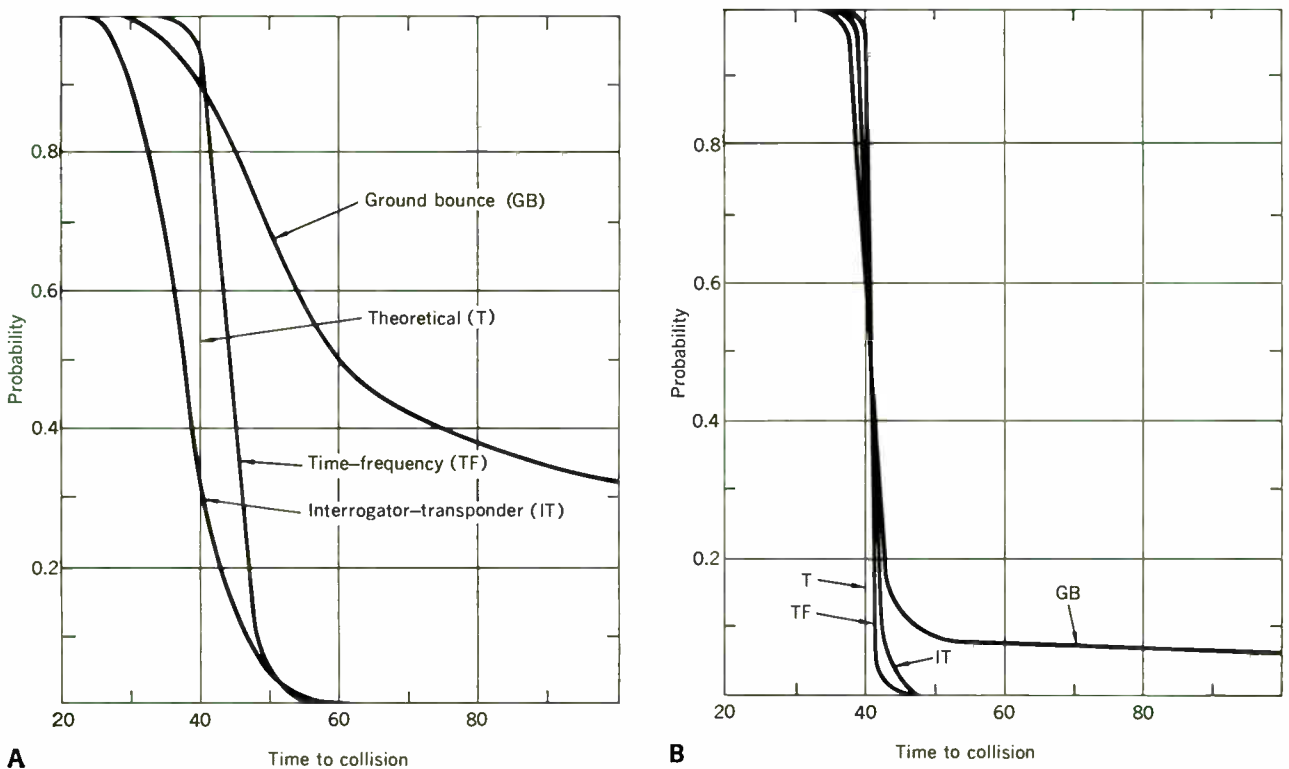 Probability
0.8
0.6
0.4
0.2
20
40
60
80
Ground bounce (GB)
Theoretical (T)
Time–frequency (TF)
Interrogator–transponder (IT)
A
Time to collision
Probability
0.8
0.6
0.4
0.2
20
40
60
80
T
TF
GB
IT
B
Time to collision